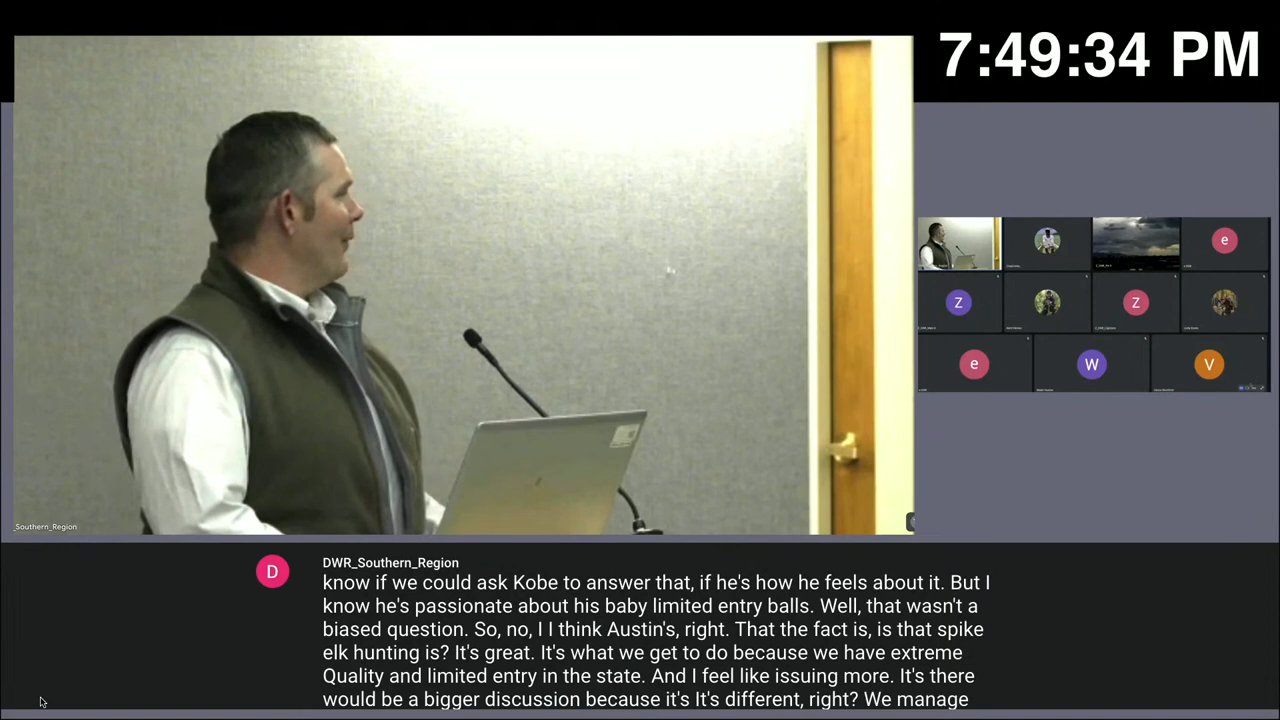 7:49:34 PM
e
Z
Z
e
W
V
_Southern_Region
D
DWR_Southern_Region
know if we could ask Kobe to answer that, if he's how he feels about it. But I
know he's passionate about his baby limited entry balls. Well, that wasn't a
biased question. So, no, I I think Austin's, right. That the fact is, is that spike
elk hunting is? It's great. It's what we get to do because we have extreme
Quality and limited entry in the state. And I feel like issuing more. It's there
would be a bigger discussion because it's It's different, right? We manage